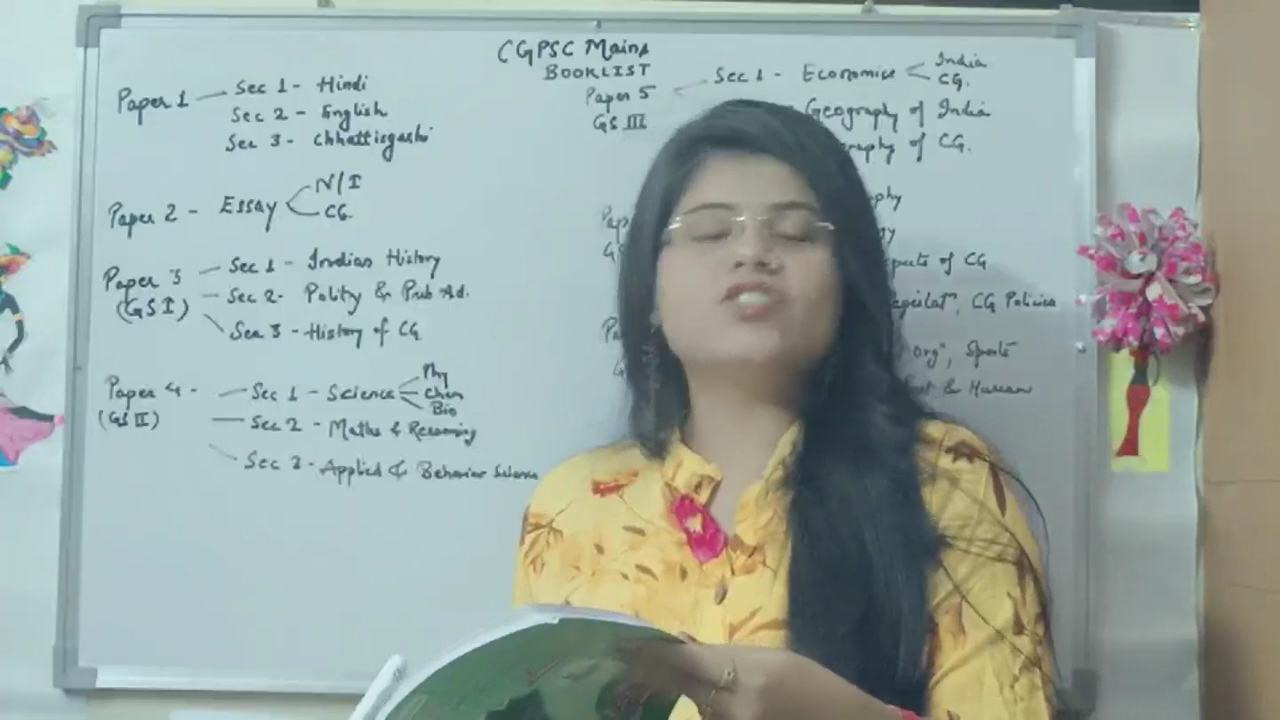 CGPSC Mains
BOOKLIST
Paper 1 - Sec 1 - Hindi
Sec 2 - English
Sec 3 - Chhattisgarhi
Paper 2 - Essay N/I
CG.
Paper 3 - Sec 1 - Indian History
(GS I) - Sec 2 - Polity & Pub Ad.
Sec 3 - History of CG
Paper 4 - Sec 1 - Science Phy
Chem
Bio
(GS II) - Sec 2 - Maths & Reasoning
Sec 3 - Applied & Behavior Science
Paper 5 - Sec 1 - Economics India
CG.
GS III Geography of India
of CG.
of CG
CG Policies
Sports
& Human